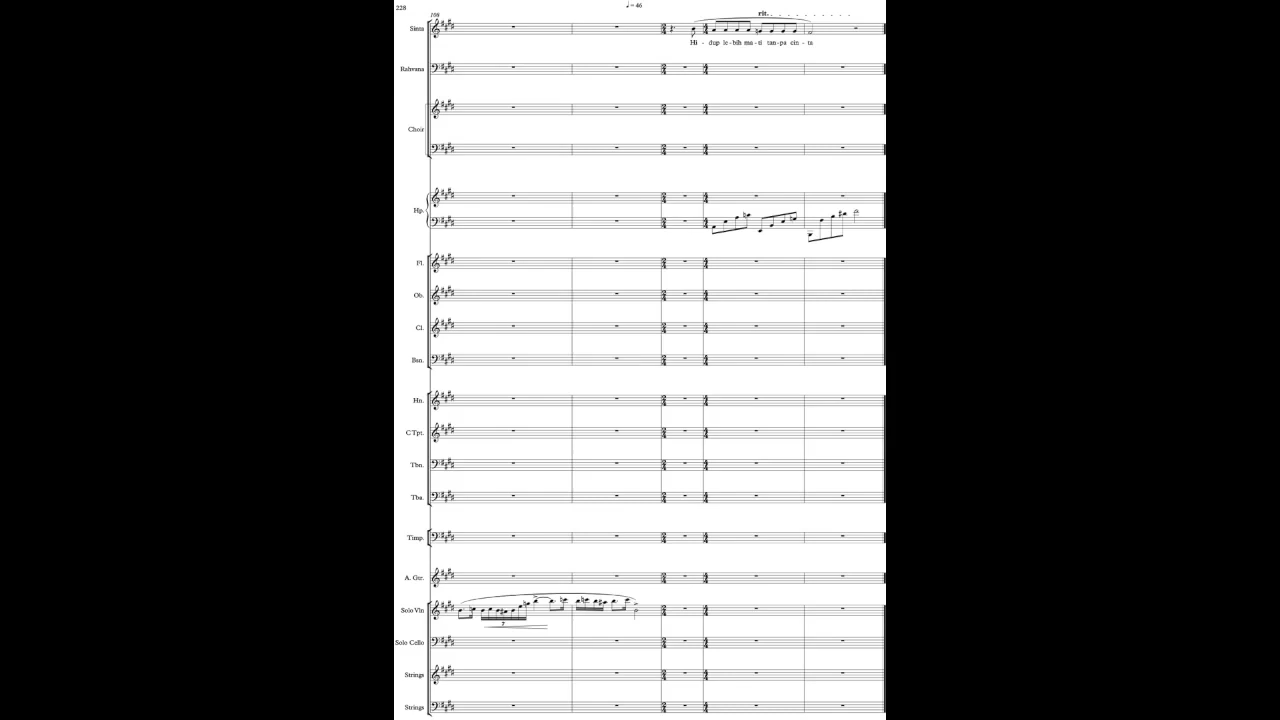 228
♩ = 46
108
rit.
Sinta
Hi - dup le-bih ma-ti tan-pa cin - ta
Rahvana
Choir
Hp.
Fl.
Ob.
Cl.
Bsn.
Hn.
C Tpt.
Tbn.
Tba.
Timp.
A. Gtr.
Solo Vln
7
Solo Cello
Strings
Strings